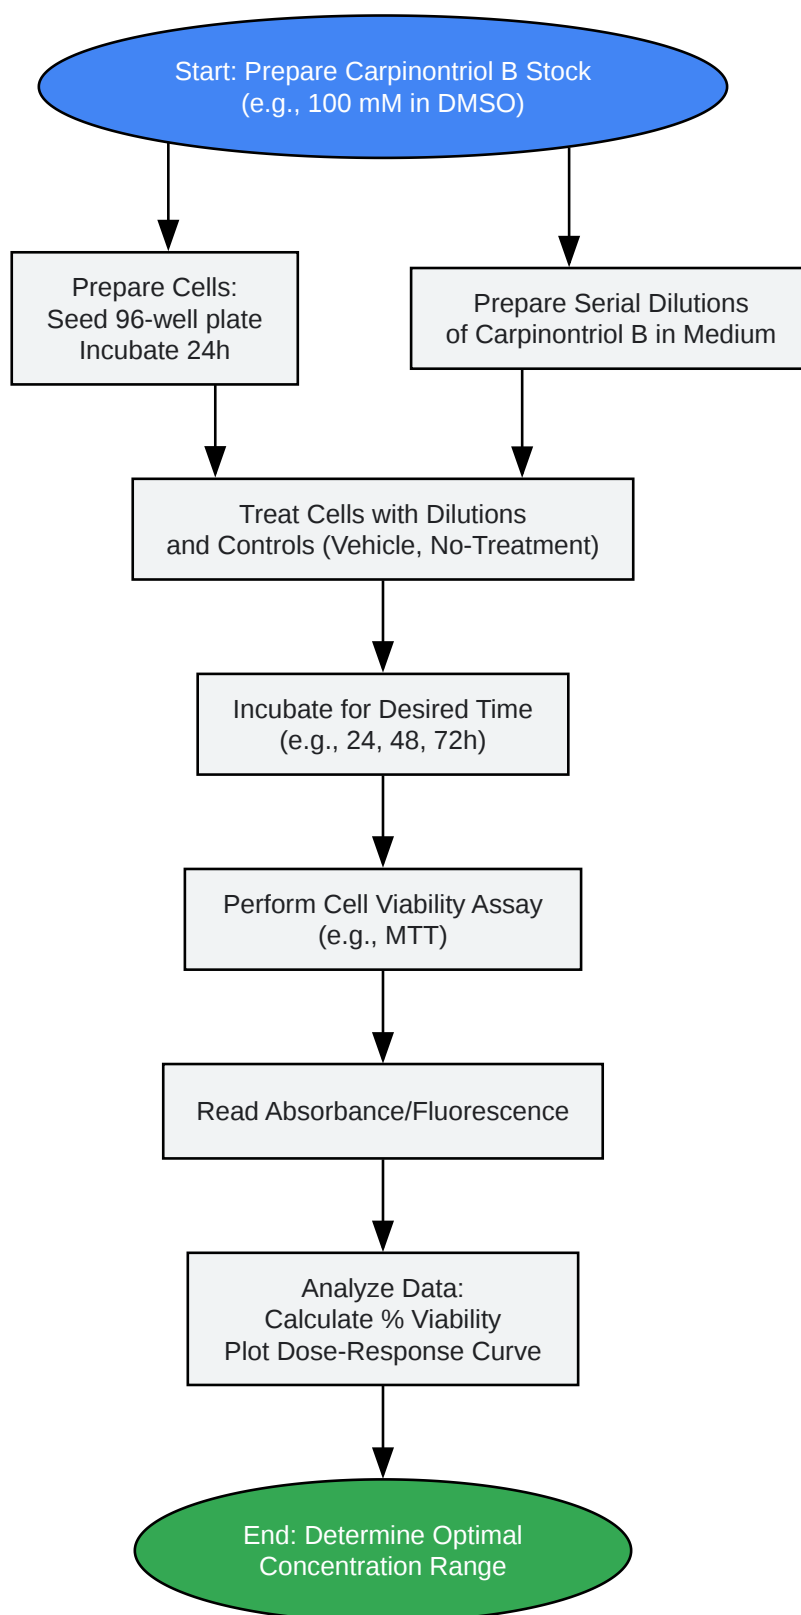 Start: Prepare Carpinontriol B Stock
(e.g., 100 mM in DMSO)
Prepare Cells:
Seed 96-well plate
Incubate 24h
Prepare Serial Dilutions
of Carpinontriol B in Medium
Treat Cells with Dilutions
and Controls (Vehicle, No-Treatment)
Incubate for Desired Time
(e.g., 24, 48, 72h)
Perform Cell Viability Assay
(e.g., MTT)
Read Absorbance/Fluorescence
Analyze Data:
Calculate % Viability
Plot Dose-Response Curve
End: Determine Optimal
Concentration Range